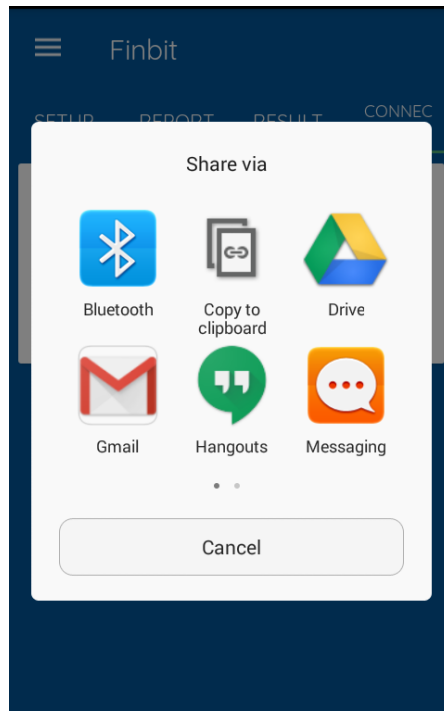 Finbit
SETUP REPORT RESULT CONNEC
Share via
Bluetooth
Copy to
clipboard
Drive
Gmail
Hangouts
Messaging
Cancel